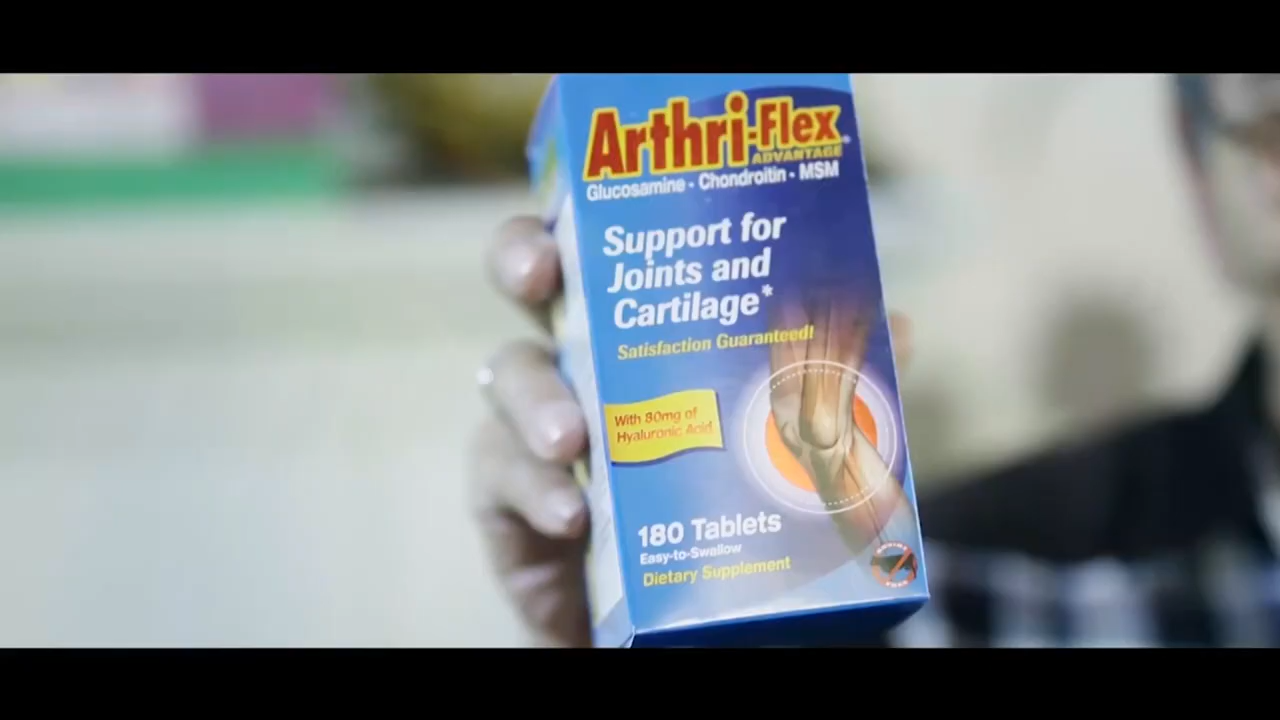 Arthri-Flex®
ADVANTAGE
Glucosamine • Chondroitin • MSM
Support for
Joints and
Cartilage*
Satisfaction Guaranteed!
With 80mg of
Hyaluronic Acid
180 Tablets
Easy-to-Swallow
Dietary Supplement